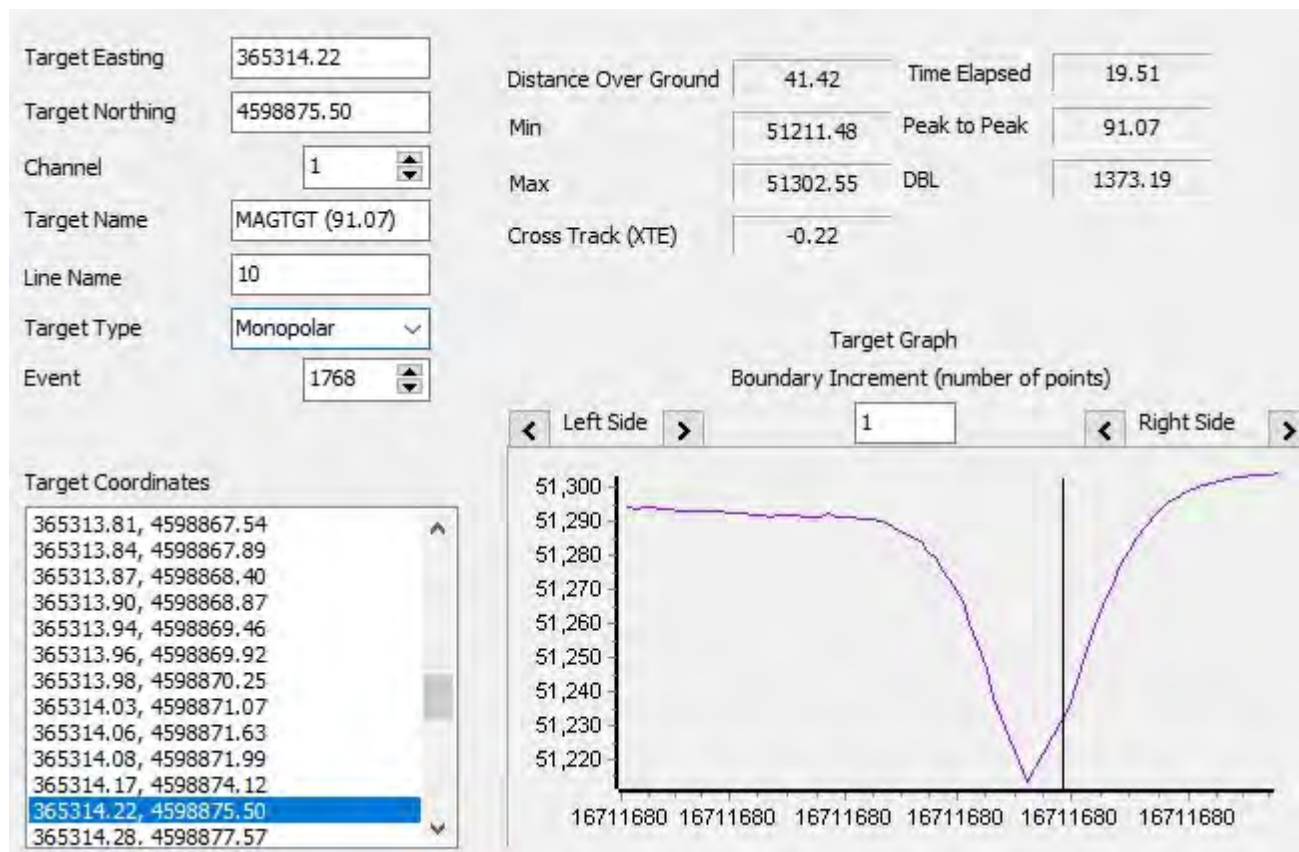 Target Easting 365314.22
Target Northing 4598875.50
Channel 1
Target Name MAGTGT (91.07)
Line Name 10
Target Type Monopolar
Event 1768
Distance Over Ground 41.42 Time Elapsed 19.51
Min 51211.48 Peak to Peak 91.07
Max 51302.55 DBL 1373.19
Cross Track (XTE) -0.22
Target Graph
Boundary Increment (number of points)
< Left Side > 1 < Right Side >
Target Coordinates
365313.81, 4598867.54
365313.84, 4598867.89
365313.87, 4598868.40
365313.90, 4598868.87
365313.94, 4598869.46
365313.96, 4598869.92
365313.98, 4598870.25
365314.03, 4598871.07
365314.06, 4598871.63
365314.08, 4598871.99
365314.17, 4598874.12
365314.22, 4598875.50
365314.28, 4598877.57
51,300
51,290
51,280
51,270
51,260
51,250
51,240
51,230
51,220
16711680 16711680 16711680 16711680 16711680 16711680